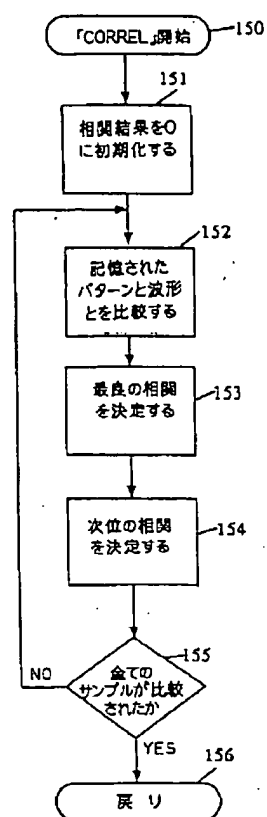 「CORREL」開始
150
151
相関結果を0
に初期化する
152
記憶された
パターンと波形
とを比較する
最良の相関
を決定する
153
次位の相関
を決定する
154
155
全ての
サンプルが比較
されたか
NO
YES
156
戻り